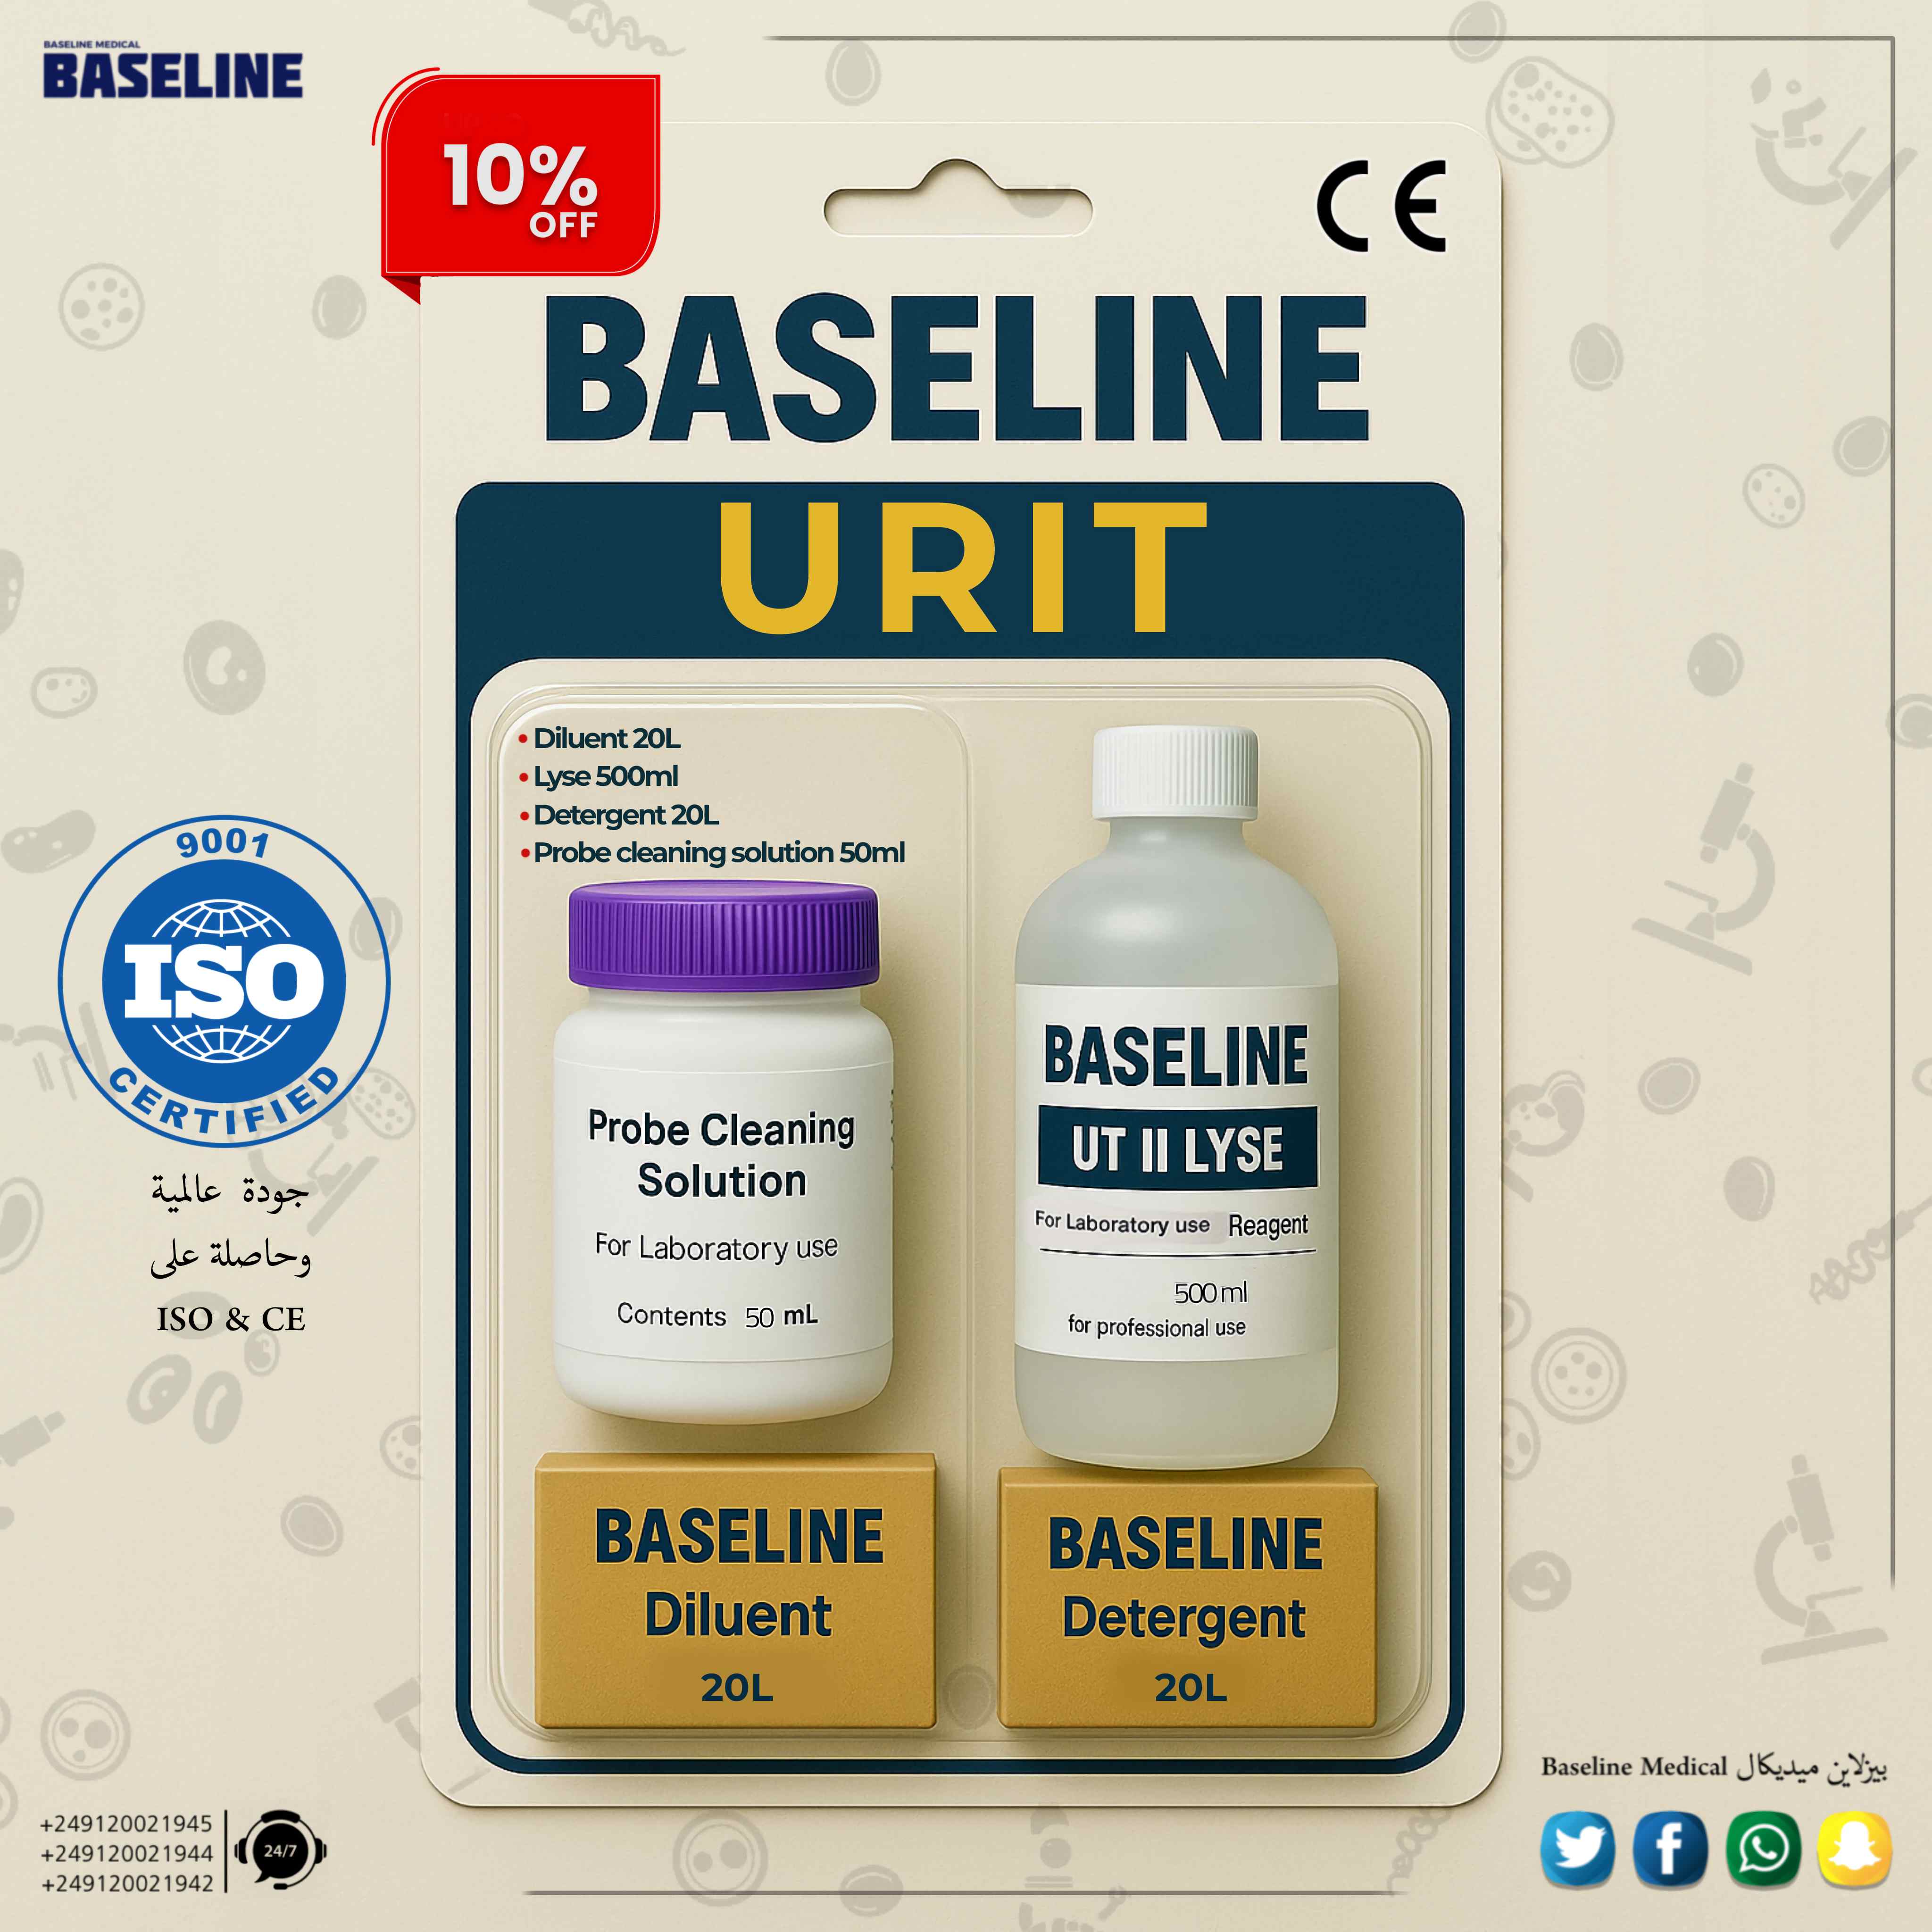 BASELINE MEDICAL
BASELINE
10%
OFF
CE
BASELINE
URIT
• Diluent 20L
• Lyse 500ml
• Detergent 20L
• Probe cleaning solution 50ml
9001
ISO
CERTIFIED
جودة عالمية
وحاصلة على
ISO & CE
Probe Cleaning
Solution
For Laboratory use
Contents 50 mL
BASELINE
UT II LYSE
For Laboratory use Reagent
500 ml
for professional use
BASELINE
Diluent
20L
BASELINE
Detergent
20L
+249120021945
+249120021944
+249120021942
24/7
Baseline Medical بيزلاين ميديكال